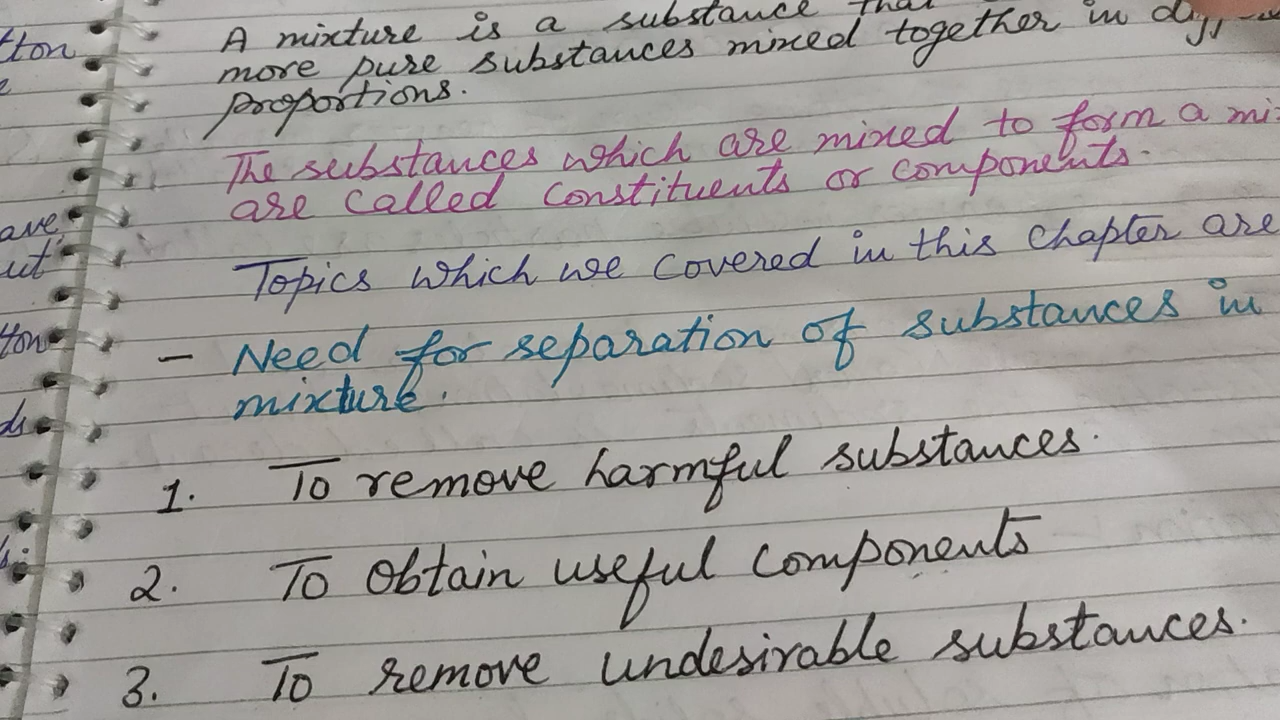 A mixture is a substance that
more pure substances mixed together in
proportions.
The substances which are mixed to form a
are called constituents or components.
Topics which we covered in this chapter are
- Need for separation of substances in
mixture.
1. To remove harmful substances.
2. To obtain useful components
3. To remove undesirable substances.